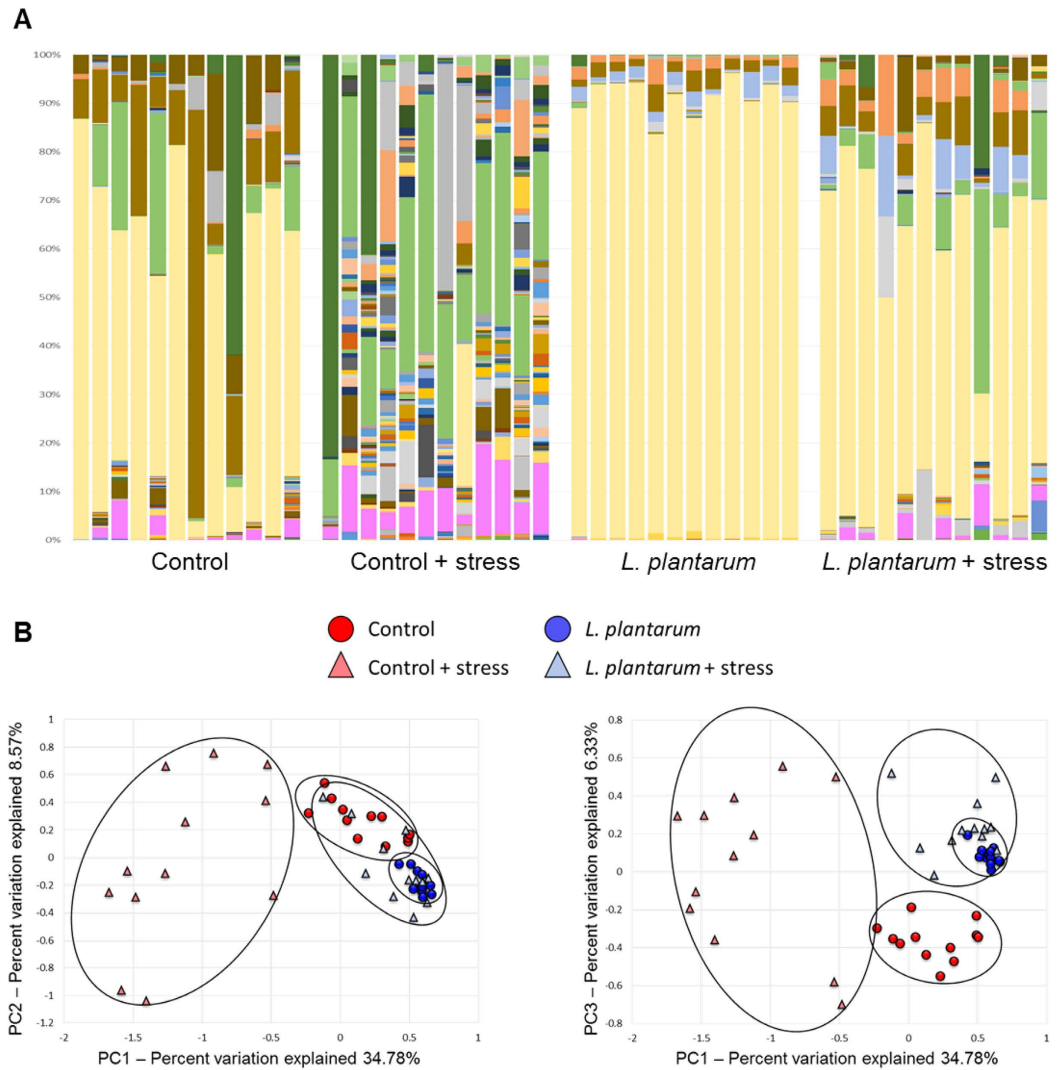 A
100%
90%
80%
70%
60%
50%
40%
30%
20%
10%
0%
Control Control + stress L. plantarum L. plantarum + stress
B
Control L. plantarum
Control + stress L. plantarum + stress
PC2 – Percent variation explained 8.57%
1
0.8
0.6
0.4
0.2
0
-0.2
-0.4
-0.6
-0.8
-1
-1.2
-2 -1.5 -1 -0.5 0 0.5 1
PC1 – Percent variation explained 34.78%
PC3 – Percent variation explained 6.33%
0.8
0.6
0.4
0.2
0
-0.2
-0.4
-0.6
-0.8
-2 -1.5 -1 -0.5 0 0.5 1
PC1 – Percent variation explained 34.78%